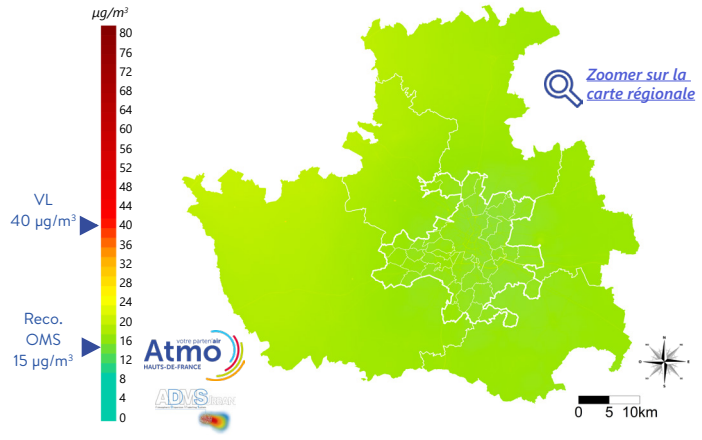 µg/m³
80
76
72
68
64
60
56
52
48
44
40
36
32
28
24
20
16
12
8
4
0
VL
40 µg/m³
Reco.
OMS
15 µg/m³
Zoomer sur la
carte régionale
votre parten'air
Atmo
HAUTS-DE-FRANCE
ADMS
URBAN
N
0 5 10km